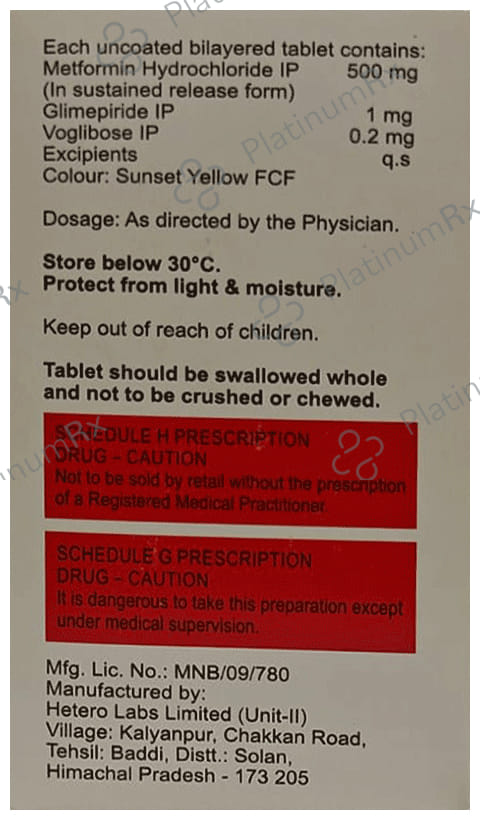 Each uncoated bilayered tablet contains:
Metformin Hydrochloride IP 500 mg
(In sustained release form)
Glimepiride IP 1 mg
Voglibose IP 0.2 mg
Excipients q.s
Colour: Sunset Yellow FCF
Dosage: As directed by the Physician.
Store below 30°C.
Protect from light & moisture.
Keep out of reach of children.
Tablet should be swallowed whole
and not to be crushed or chewed.
SCHEDULE H PRESCRIPTION
DRUG – CAUTION
Not to be sold by retail without the prescription
of a Registered Medical Practitioner.
SCHEDULE G PRESCRIPTION
DRUG – CAUTION
It is dangerous to take this preparation except
under medical supervision.
Mfg. Lic. No.: MNB/09/780
Manufactured by:
Hetero Labs Limited (Unit-II)
Village: Kalyanpur, Chakkan Road,
Tehsil: Baddi, Distt.: Solan,
Himachal Pradesh - 173 205
PlatinumRx
PlatinumRx
PlatinumRx
Rx
Platin
inumRx